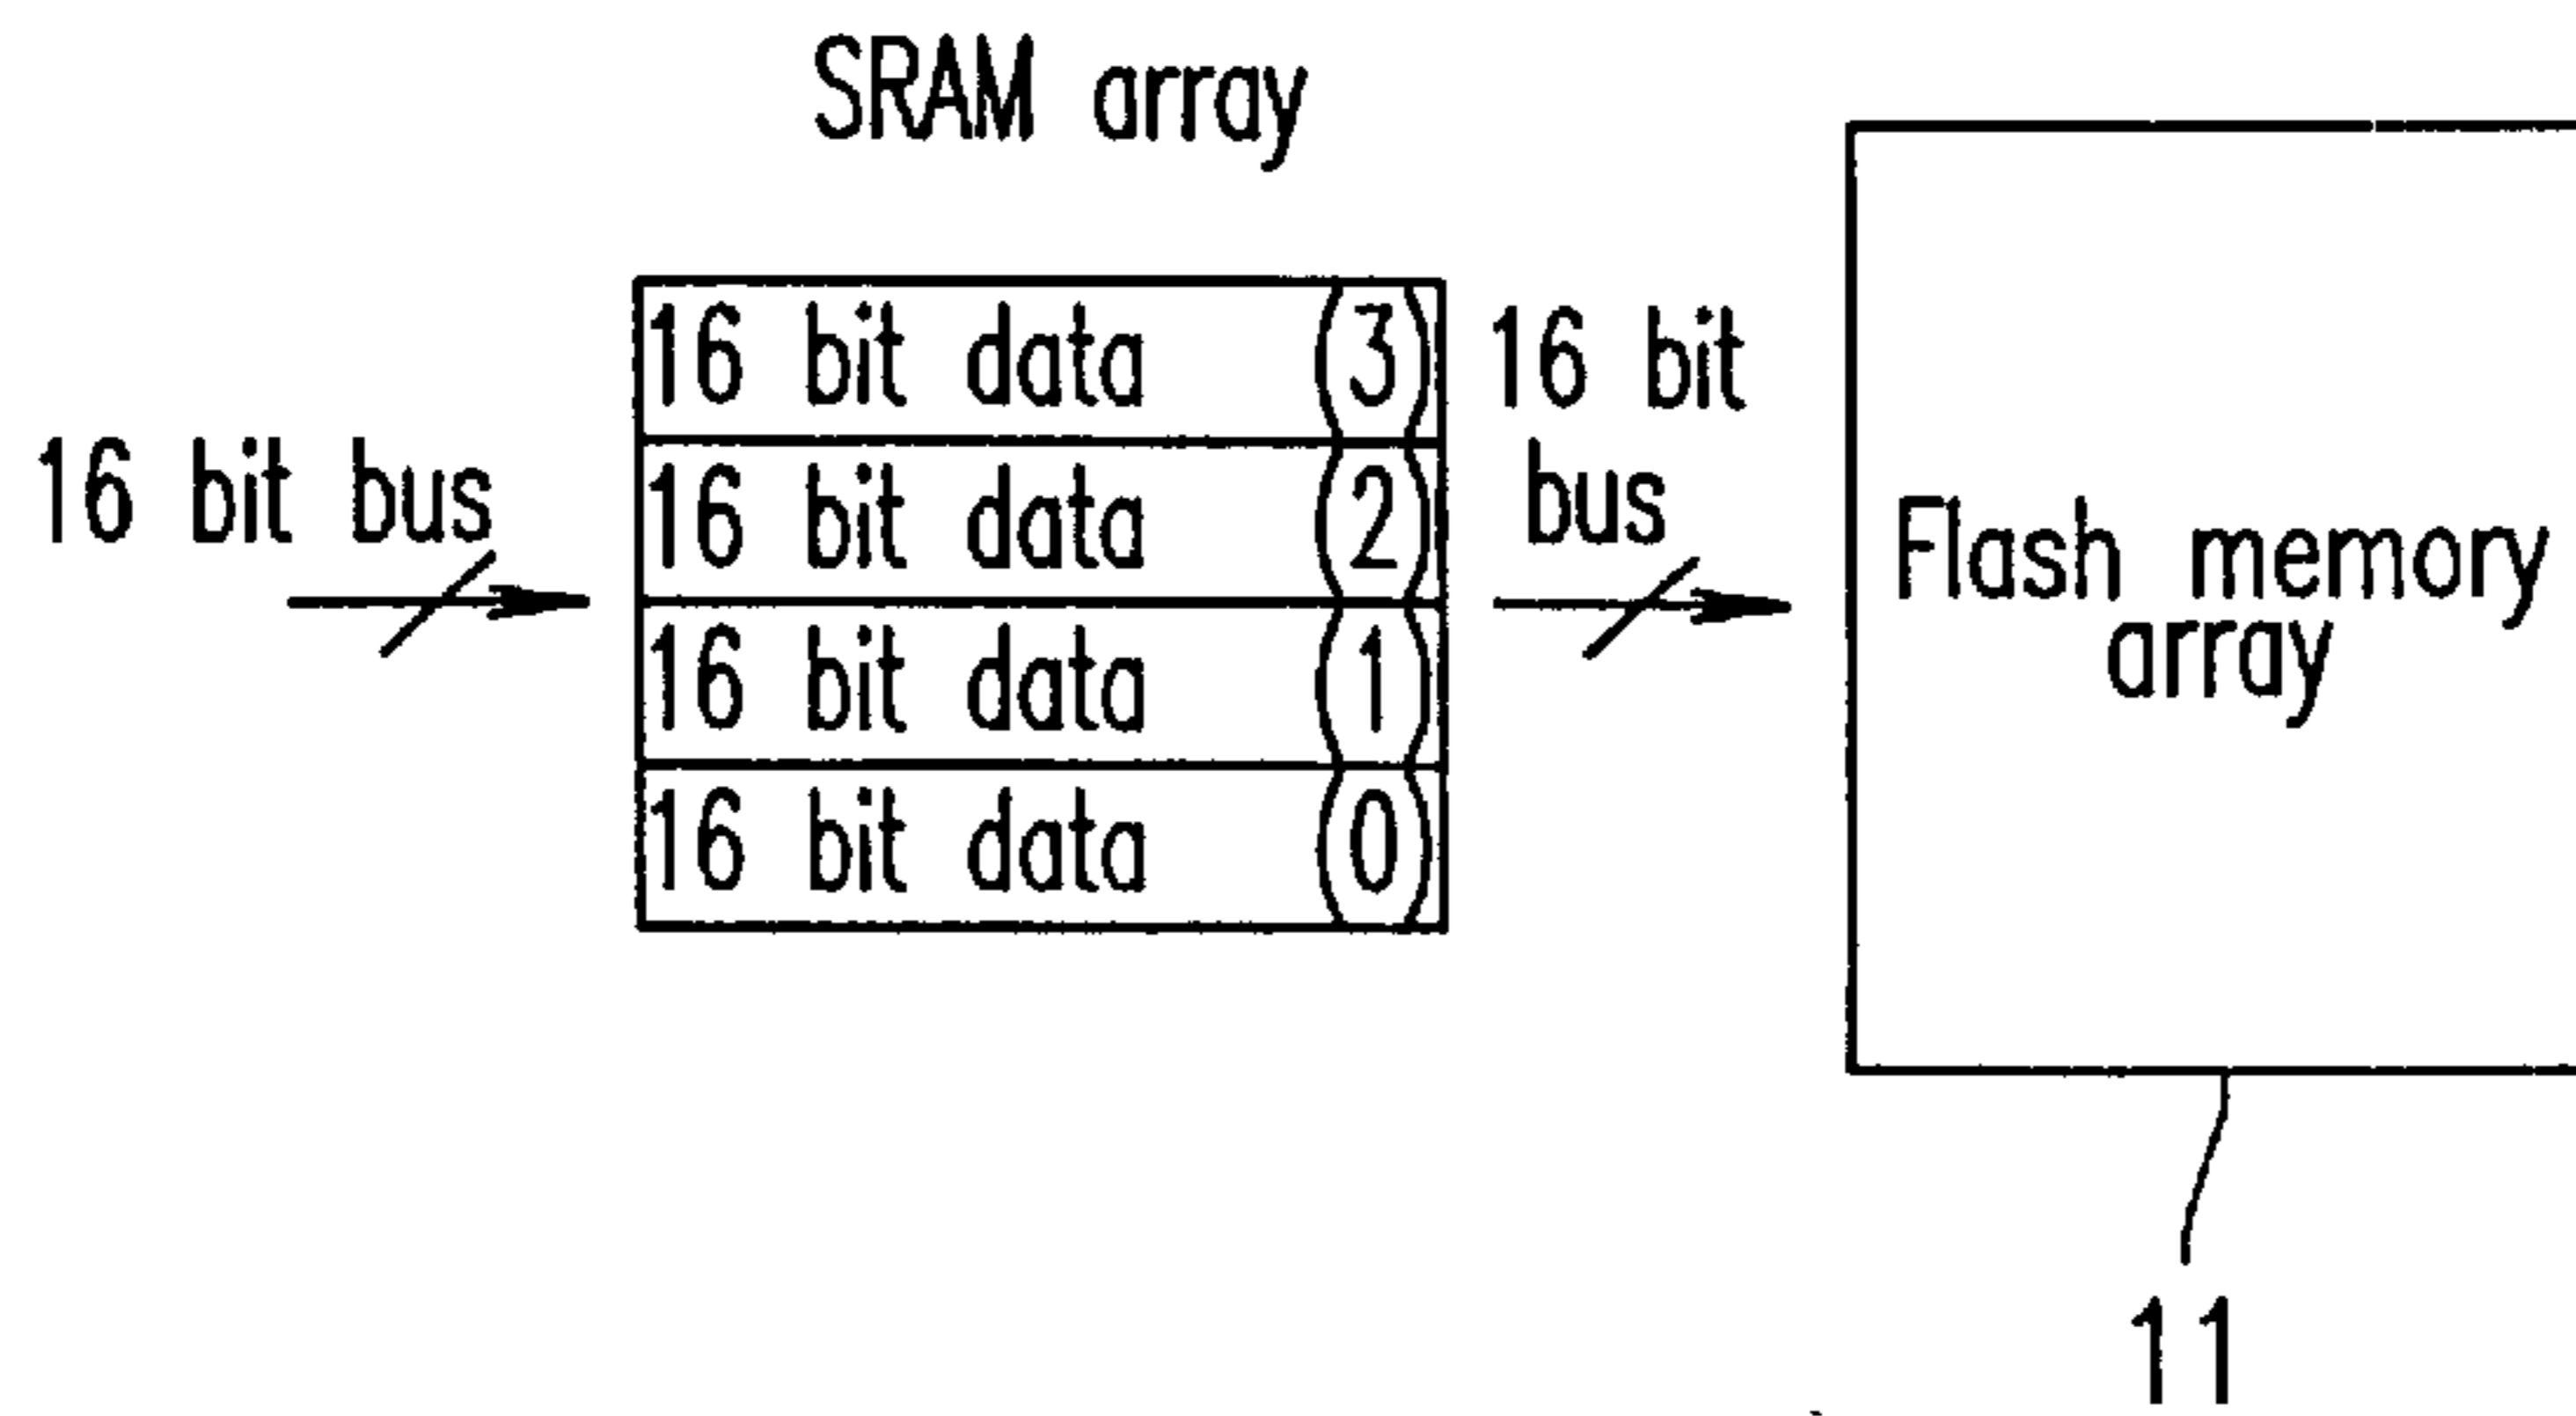 SRAM array
16 bit bus
16 bit data (3)
16 bit data (2)
16 bit data (1)
16 bit data (0)
16 bit
bus
Flash memory
array
11